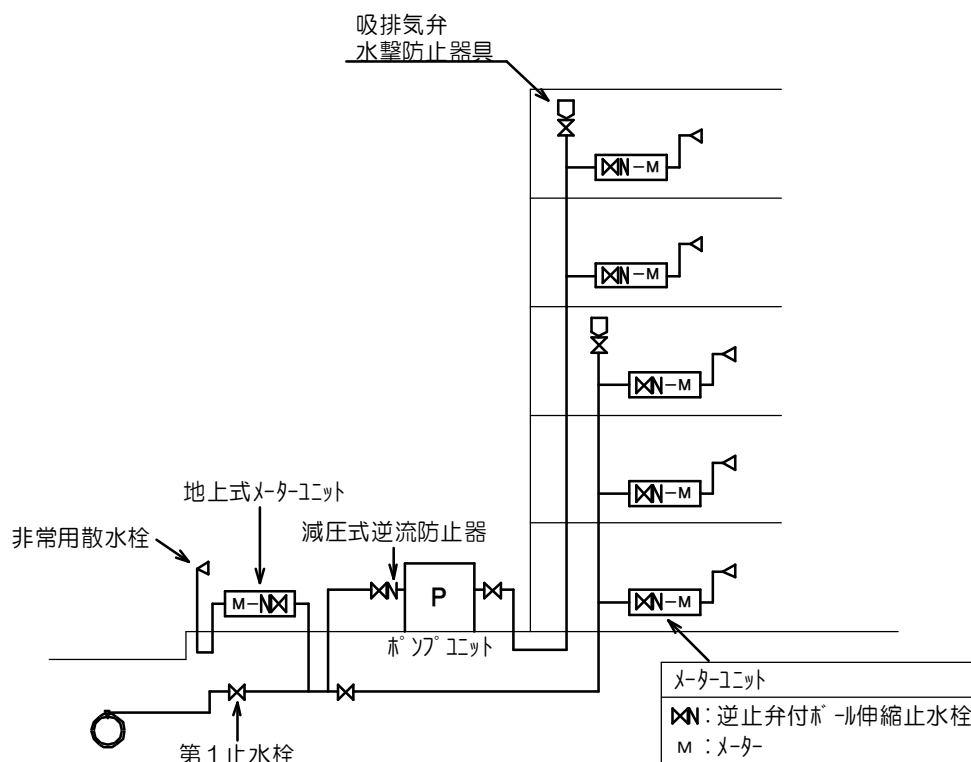 吸排気弁
水撃防止器具
M
M
M
M
地上式メーターユニット
非常用散水栓
減圧式逆流防止器
M
P
M
ポンプユニット
メーターユニット
N:逆止弁付ボール伸縮止水栓
M:メーター
第1止水栓